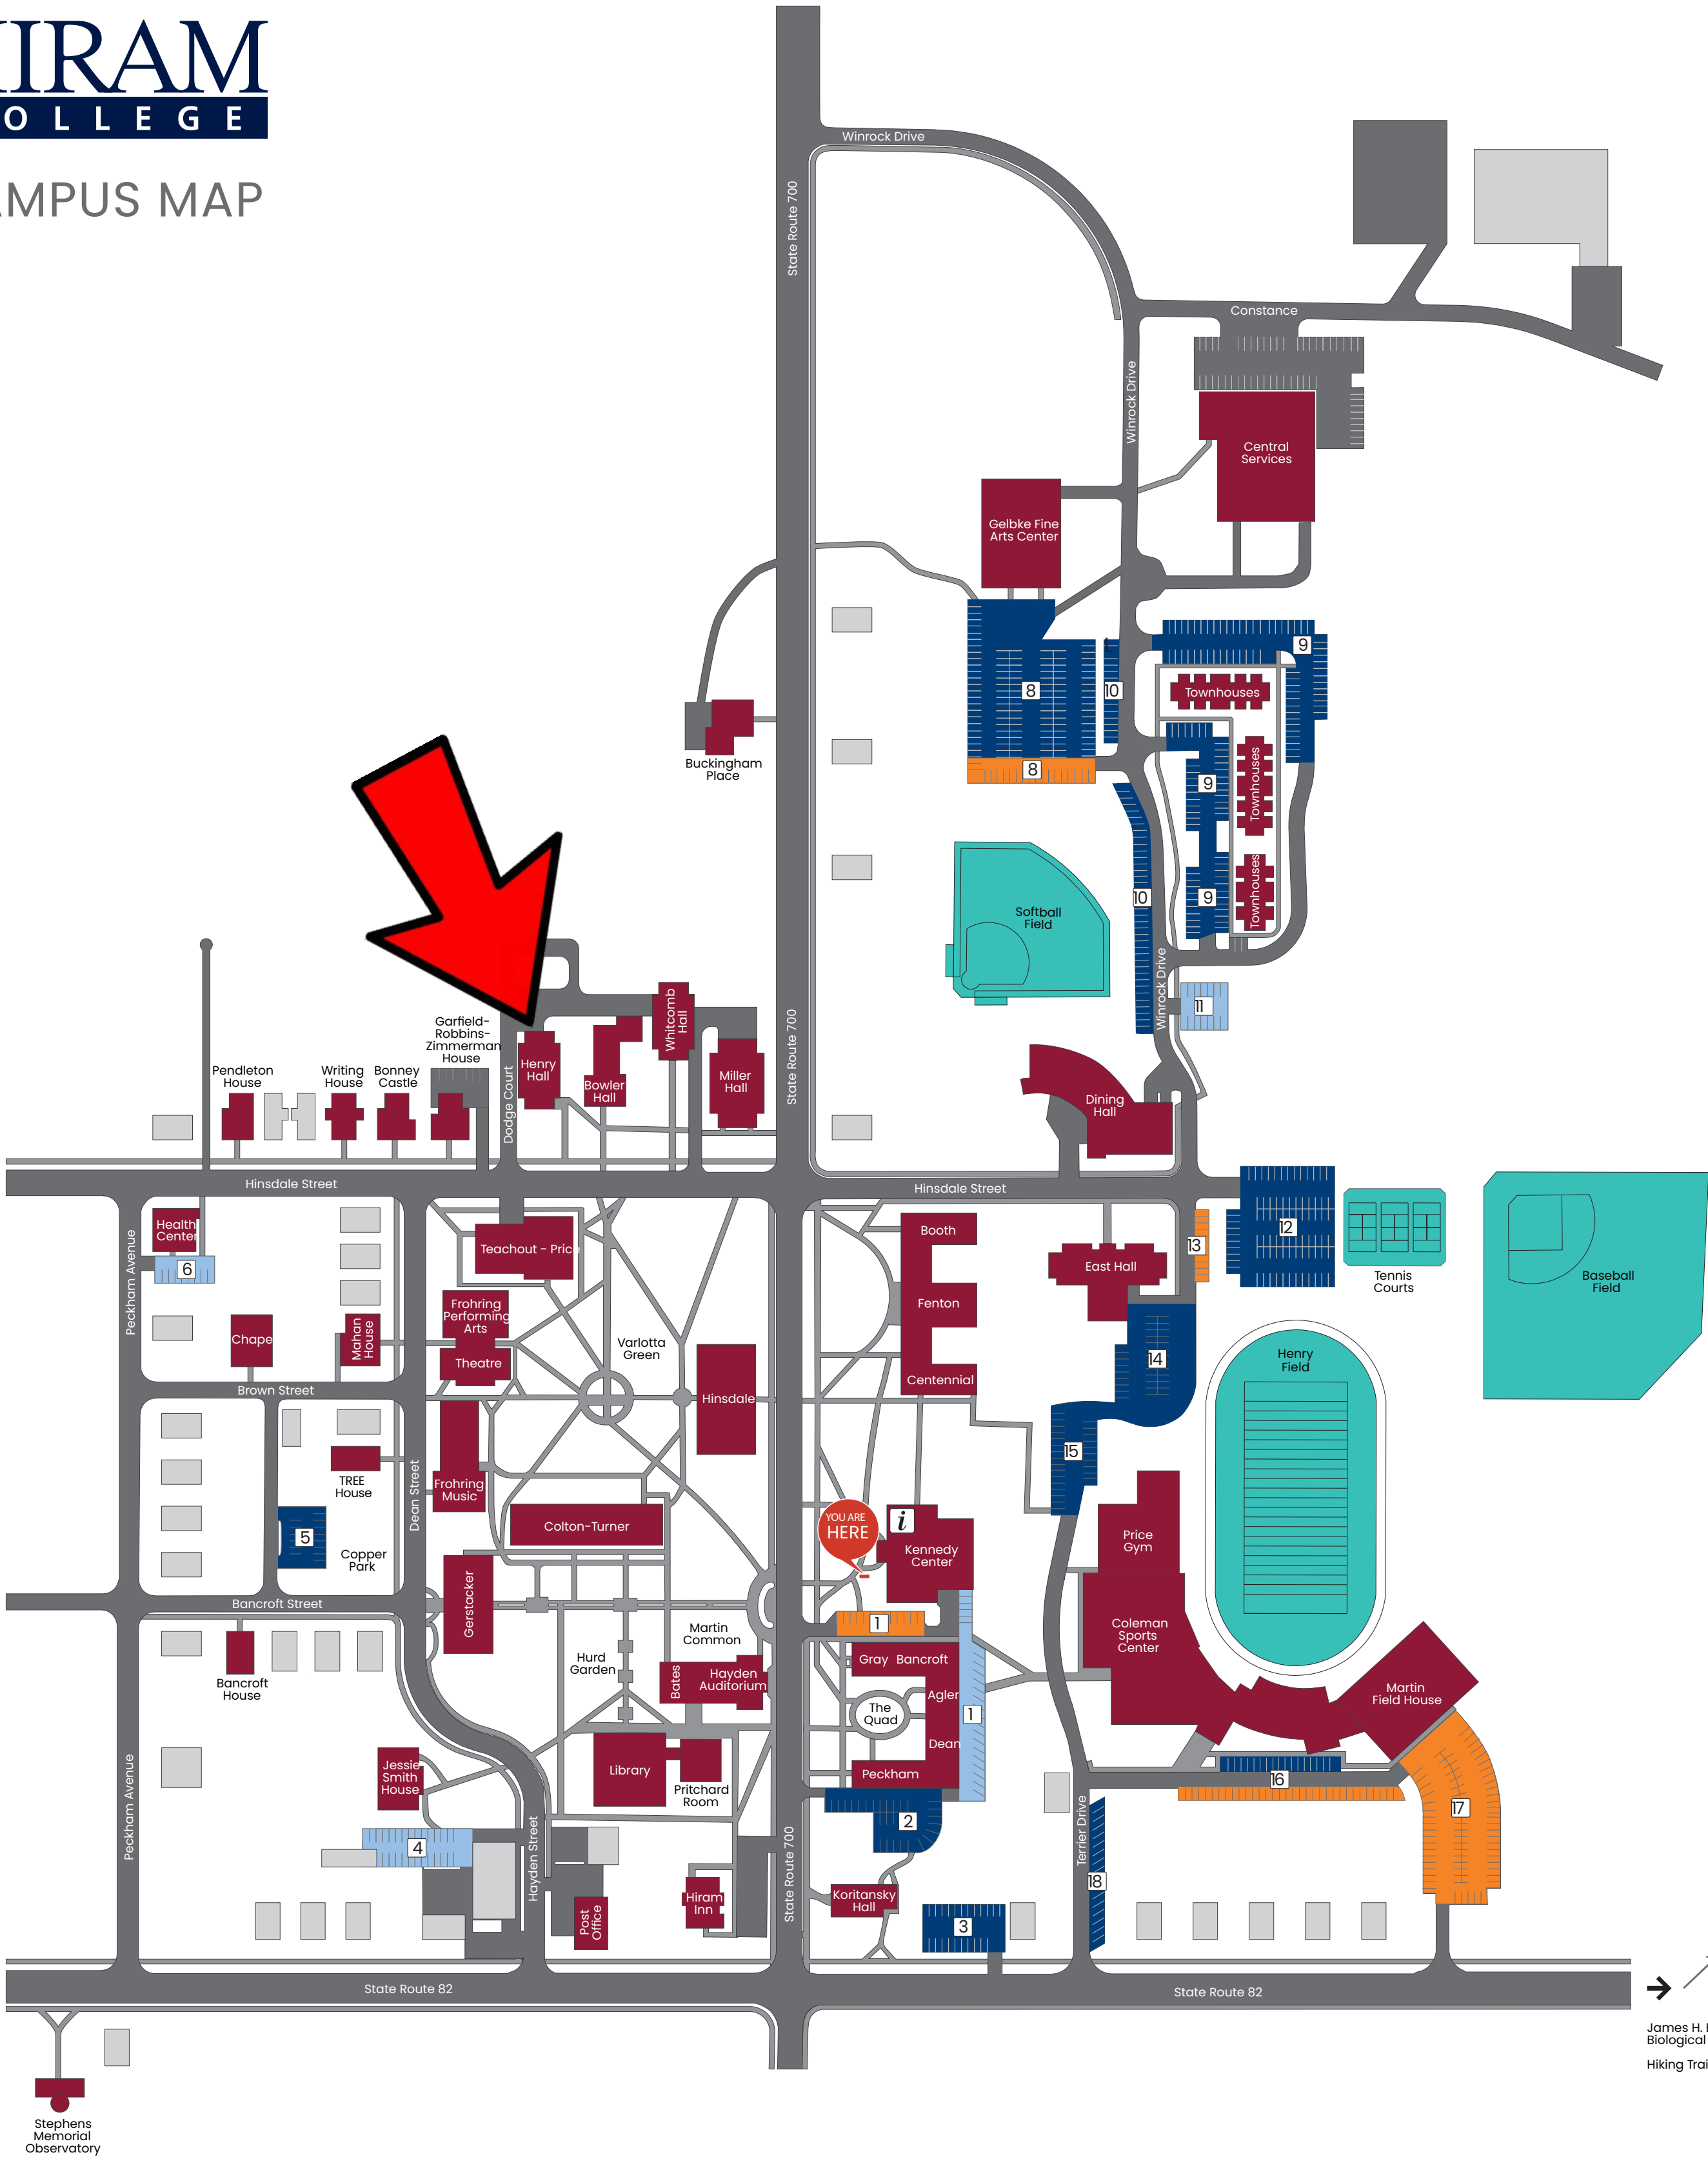 HIRAM
COLLEGE
CAMPUS MAP
Winrock Drive
State Route 700
Constance
Winrock Drive
Central
Services
Gelbke Fine
Arts Center
9
Townhouses
8
10
Buckingham
Place
8
9
Townhouses
10
9
Townhouses
Softball
Field
Winrock Drive
11
Garfield-
Robbins-
Zimmerman
House
Whitcomb
Hall
State Route 700
Pendleton
House
Writing
House
Bonney
Castle
Dodge Court
Henry
Hall
Bowler
Hall
Miller
Hall
Dining
Hall
Hinsdale Street
Hinsdale Street
Health
Center
6
Peckham Avenue
Teachout - Price
Booth
East Hall
13
12
Tennis
Courts
Baseball
Field
Frohring
Performing
Arts
Theatre
Varlotta
Green
Fenton
Chape
Mahan
House
Henry
Field
14
Brown Street
Hinsdale
Centennial
15
TREE
House
Dean Street
Frohring
Music
5
Copper
Park
Colton-Turner
YOU ARE
HERE
i
Kennedy
Center
Price
Gym
Bancroft Street
Gerstacker
1
Martin
Common
Coleman
Sports
Center
Hurd
Garden
Bates
Hayden
Auditorium
Gray Bancroft
Agler
The
Quad
1
Dean
Bancroft
House
Martin
Field House
Jessie
Smith
House
Library
Pritchard
Room
Peckham
16
17
2
Peckham Avenue
4
Hayden Street
State Route 700
Terrier Drive
18
Post
Office
Hiram
Inn
Koritansky
Hall
3
State Route 82
State Route 82
James H.
Biological
Hiking Trai
Stephens
Memorial
Observatory